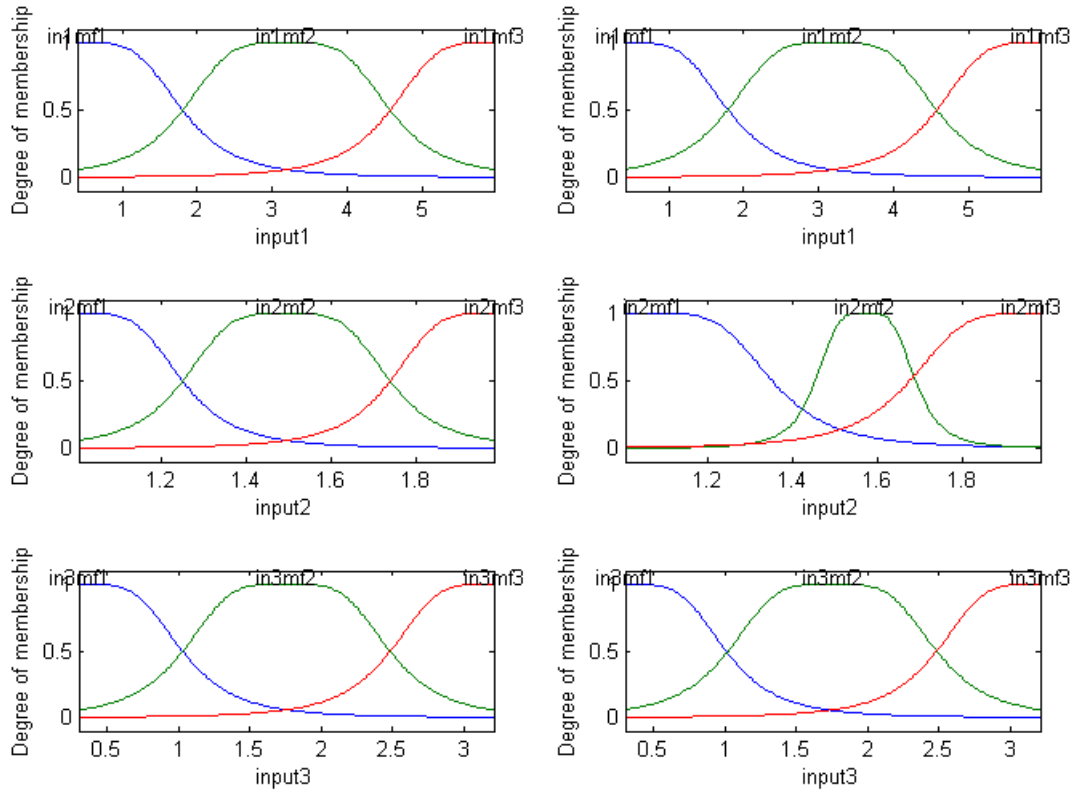 in1mf1 in1mf2 in1mf3
Degree of membership
1
0.5
0
1 2 3 4 5
input1
in1mf1 in1mf2 in1mf3
Degree of membership
1
0.5
0
1 2 3 4 5
input1
in2mf1 in2mf2 in2mf3
Degree of membership
1
0.5
0
1.2 1.4 1.6 1.8
input2
in2mf1 in2mf2 in2mf3
Degree of membership
1
0.5
0
1.2 1.4 1.6 1.8
input2
in3mf1 in3mf2 in3mf3
Degree of membership
1
0.5
0
0.5 1 1.5 2 2.5 3
input3
in3mf1 in3mf2 in3mf3
Degree of membership
1
0.5
0
0.5 1 1.5 2 2.5 3
input3